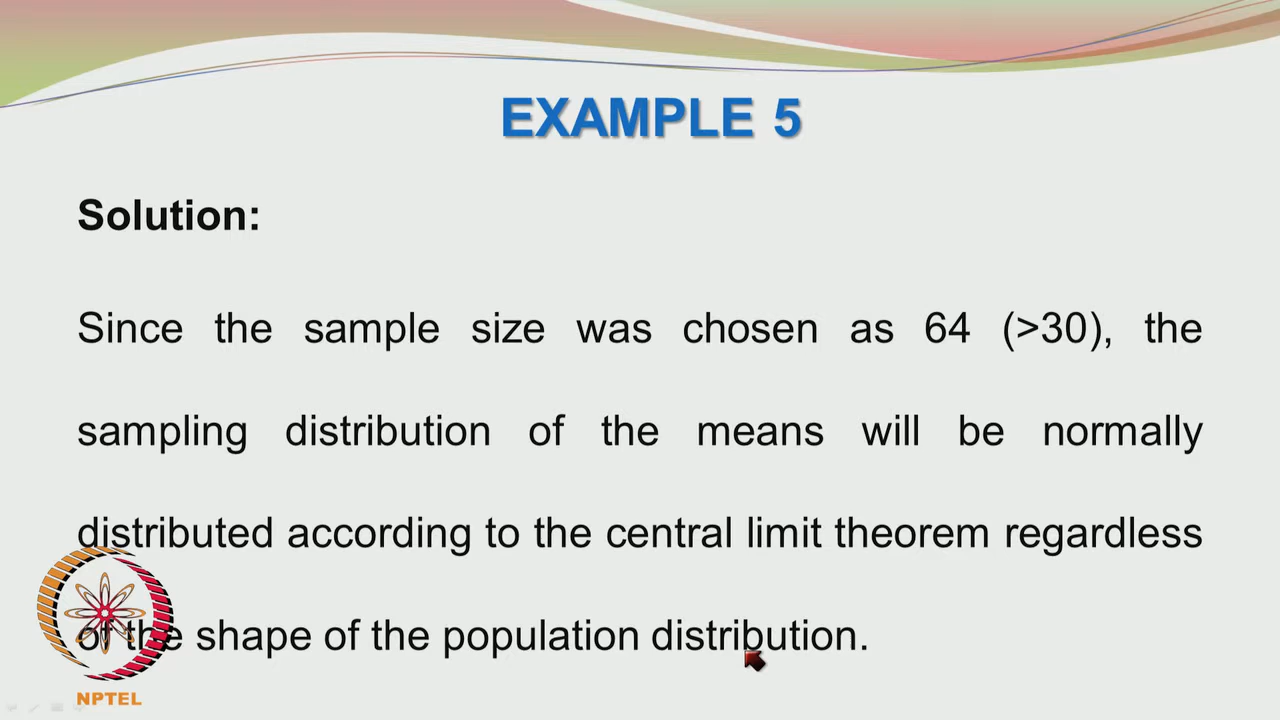 EXAMPLE 5
Solution:
Since the sample size was chosen as 64 (>30), the
sampling distribution of the means will be normally
distributed according to the central limit theorem regardless
of the shape of the population distribution.
NPTEL